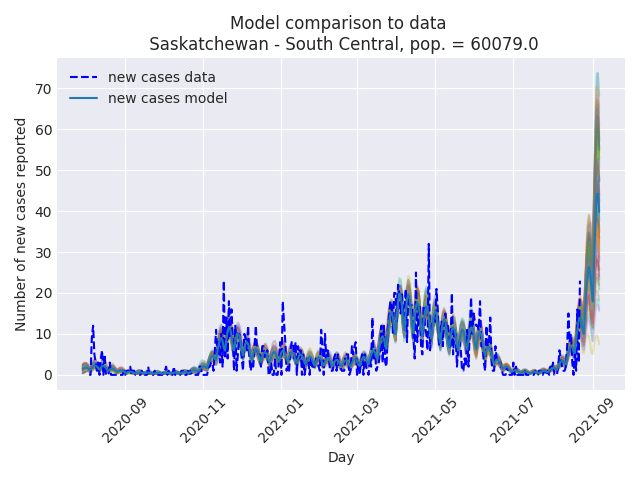 Model comparison to data
Saskatchewan - South Central, pop. = 60079.0
new cases data
new cases model
Number of new cases reported
70
60
50
40
30
20
10
0
2020-09
2020-11
2021-01
2021-03
2021-05
2021-07
2021-09
Day